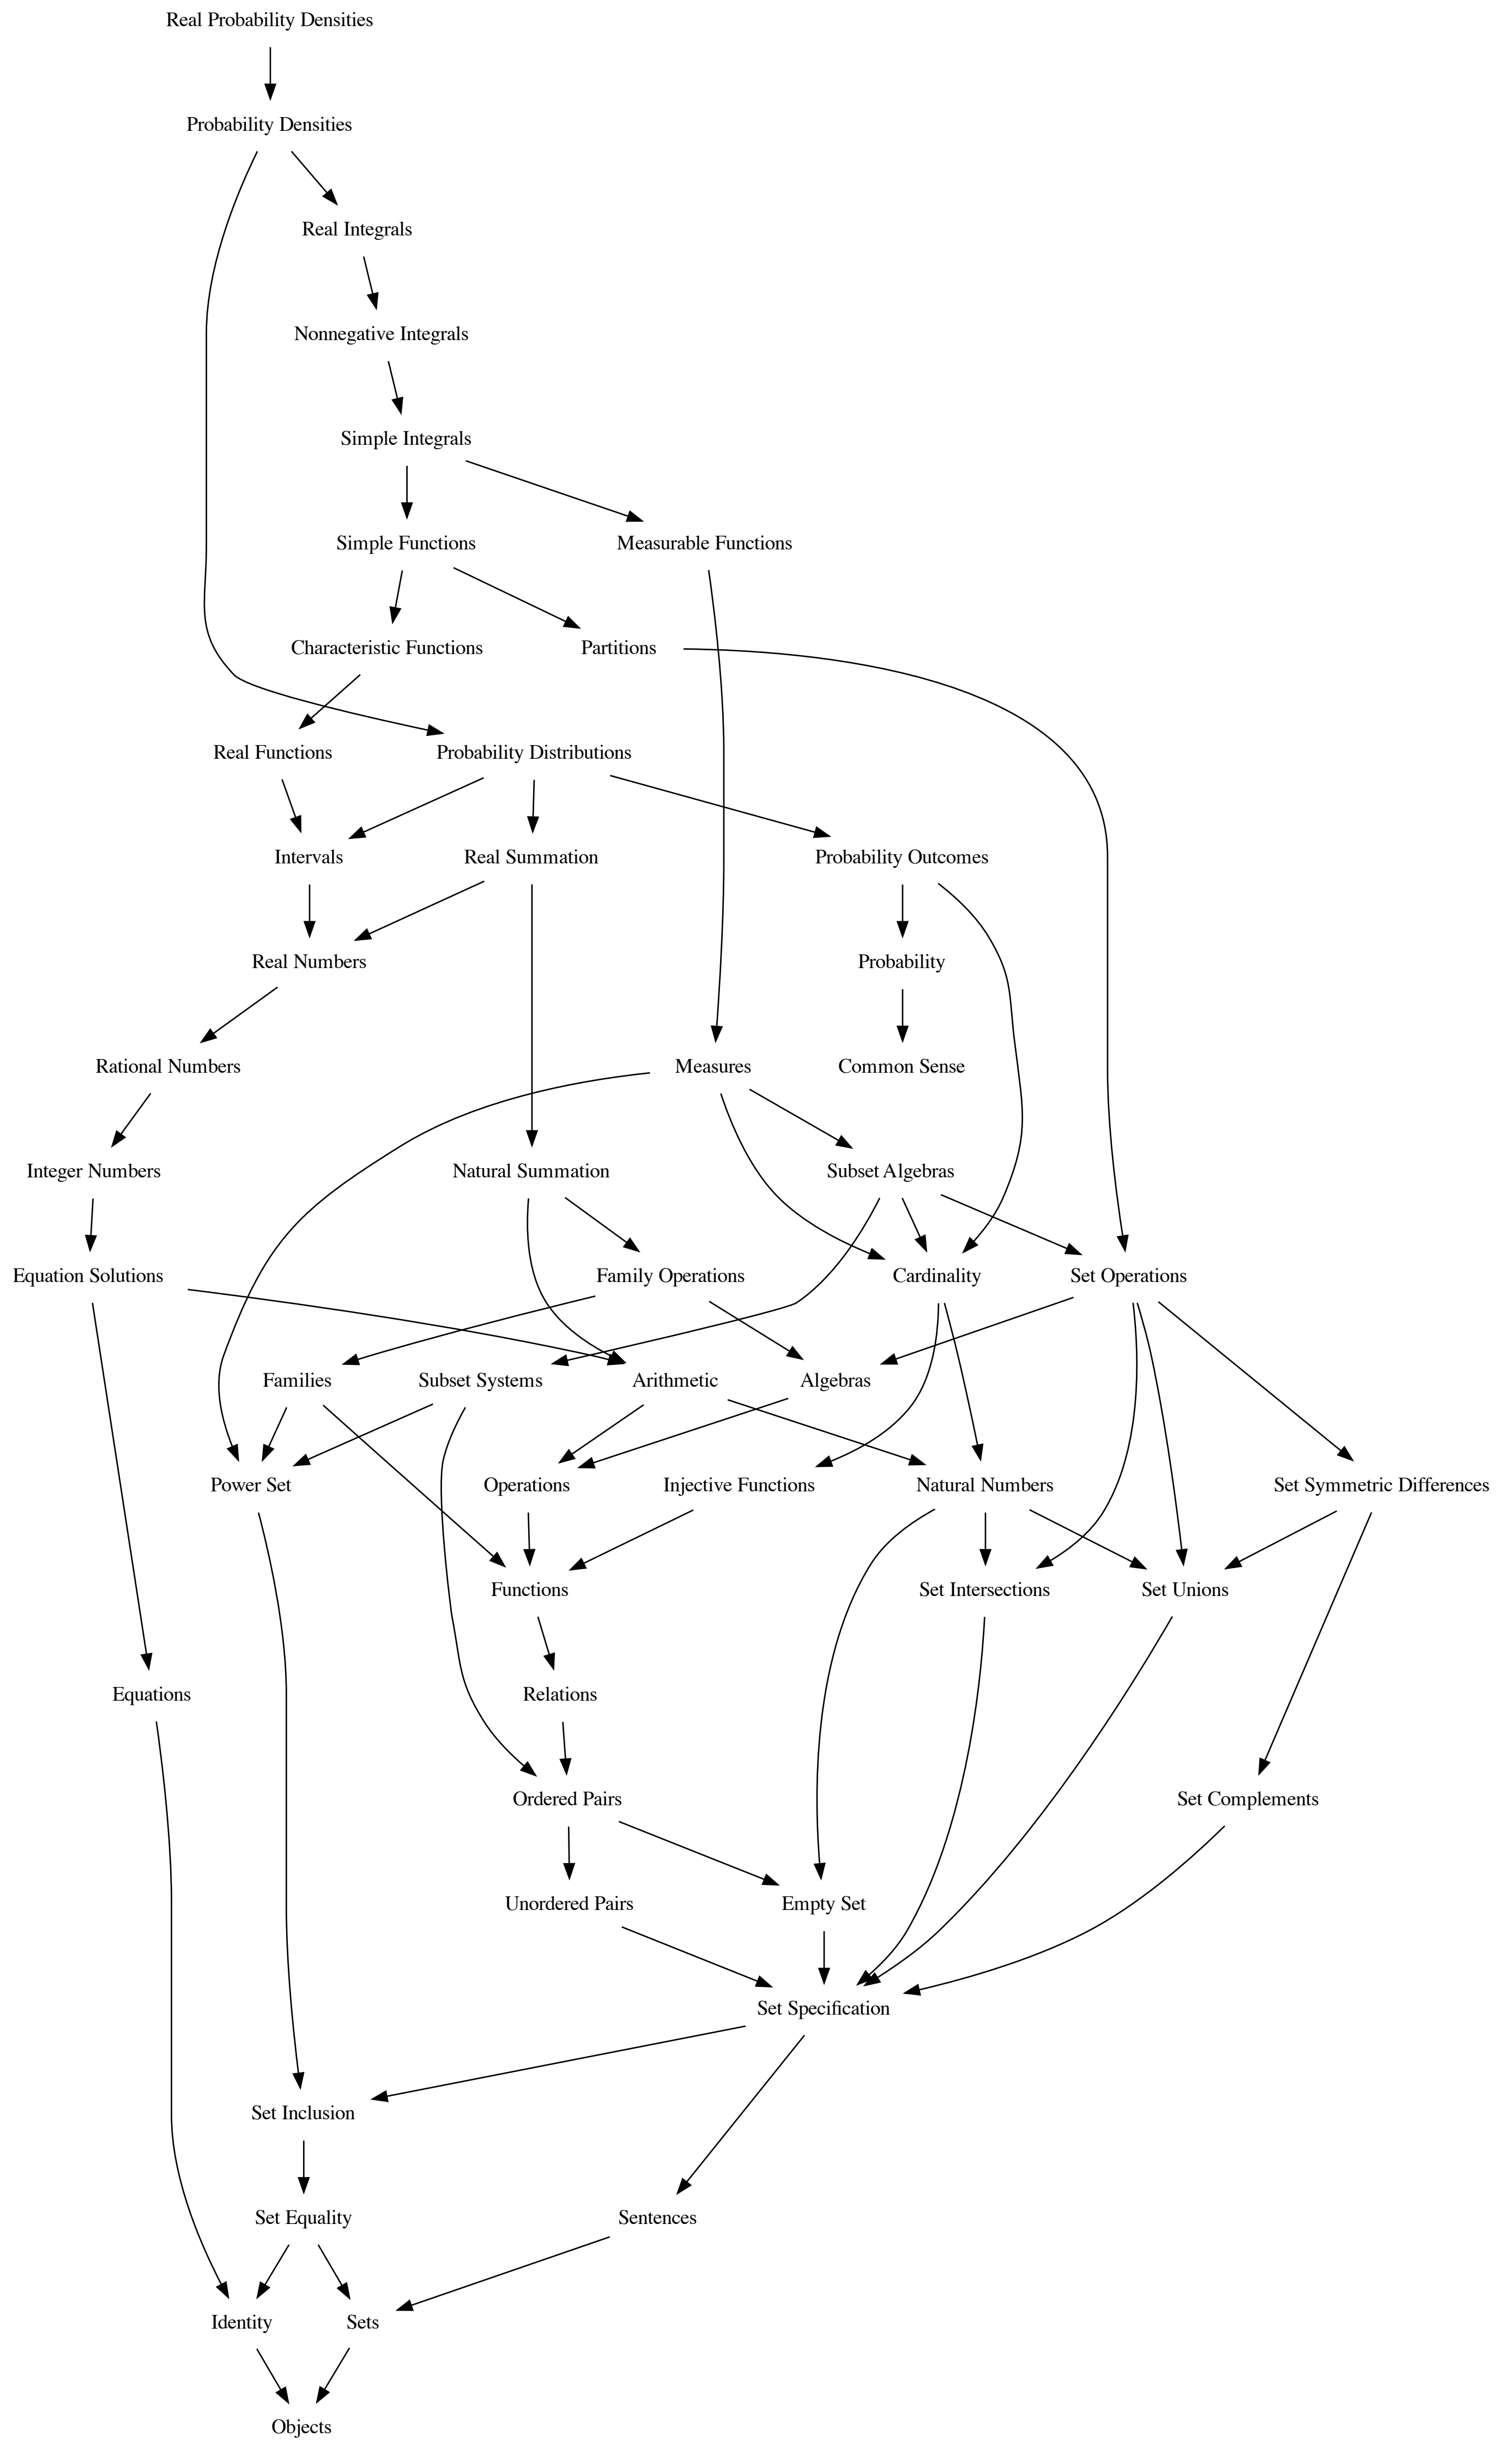 Real Probability Densities
Probability Densities
Real Integrals
Nonnegative Integrals
Simple Integrals
Simple Functions
Measurable Functions
Characteristic Functions
Partitions
Real Functions
Probability Distributions
Intervals
Real Summation
Probability Outcomes
Real Numbers
Probability
Rational Numbers
Measures
Common Sense
Integer Numbers
Natural Summation
Subset Algebras
Equation Solutions
Family Operations
Cardinality
Set Operations
Families
Subset Systems
Arithmetic
Algebras
Power Set
Operations
Injective Functions
Natural Numbers
Set Symmetric Differences
Functions
Set Intersections
Set Unions
Equations
Relations
Ordered Pairs
Set Complements
Unordered Pairs
Empty Set
Set Specification
Set Inclusion
Set Equality
Sentences
Identity
Sets
Objects